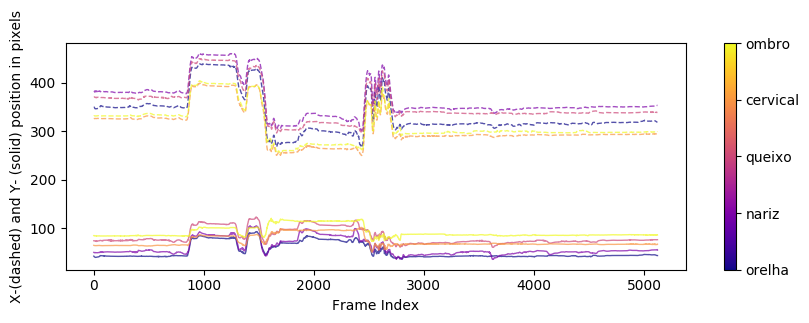 X-(dashed) and Y- (solid) position in pixels
400
300
200
100
0
1000
2000
3000
4000
5000
Frame Index
ombro
cervical
queixo
nariz
orelha